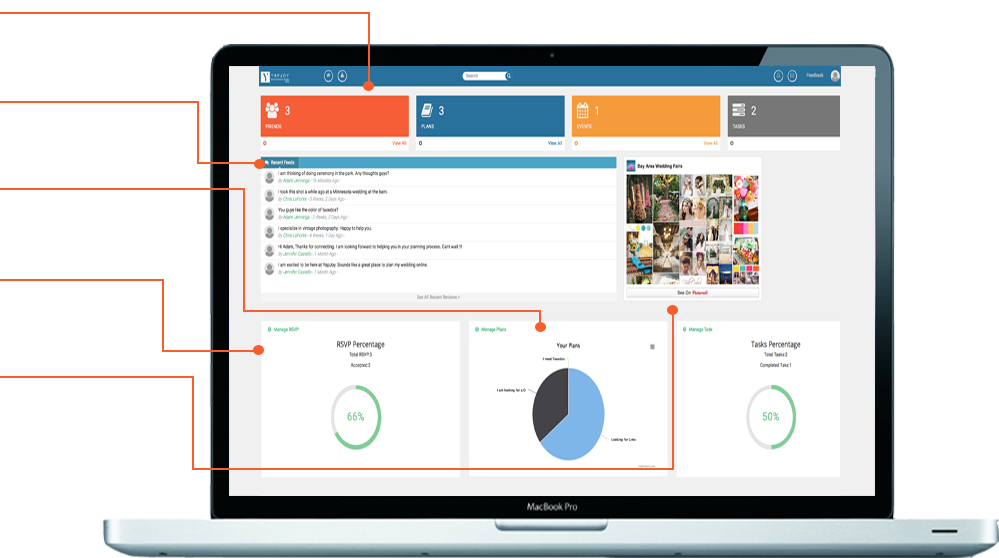 YAPJOY
Search
Feedback
3
FRIENDS
0
View All
3
PLANS
0
View All
1
EVENTS
0
View All
2
TASKS
0
Recent Feeds
I am thinking of doing ceremony in the park. Any thoughts guys?
By Adam Jennings - 16 Minutes Ago -
I took this shot a while ago at a Minnesota wedding at the barn.
By Chris LaFonte - 3 Weeks, 2 Days Ago -
You guys like the color of tuxedos?
By Adam Jennings - 3 Weeks, 2 Days Ago -
I specialize in vintage photography. Happy to help you.
By Chris LaFonte - 4 Weeks, 1 Day Ago -
Hi Adam, Thanks for connecting. I am looking forward to helping you in your planning process. Cant wait !!!
By Jennifer Castello - 1 Month Ago -
I am excited to be here at YapJoy. Sounds like a great place to plan my wedding online.
By Jennifer Castello - 1 Month Ago -
See All Recent Reviews >
Bay Area Wedding Fairs
See On Pinterest
Manage RSVP
RSVP Percentage
Total RSVP:3
Accepted:2
66%
Manage Plans
Your Plans
I need Tuxedos
I am looking for a D
Looking for Limo
Manage Task
Tasks Percentage
Total Tasks:2
Completed Taks:1
50%
MacBook Pro